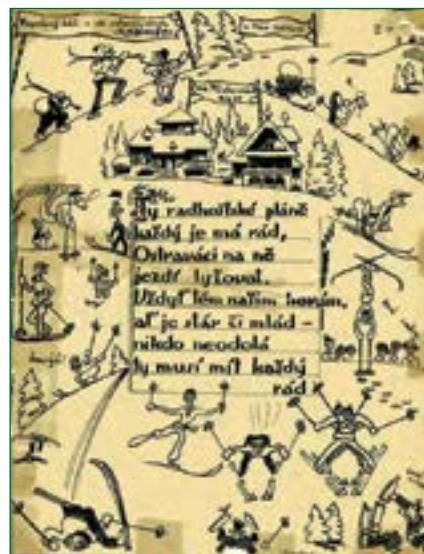 Ty radhošťské pláně
každý je má rád,
Ostraváci na ně
jezdí lyžovat.
Vždyť těm našim horám,
ať je stár či mlád –
nikdo neodolá
ty musí mít každý
rád